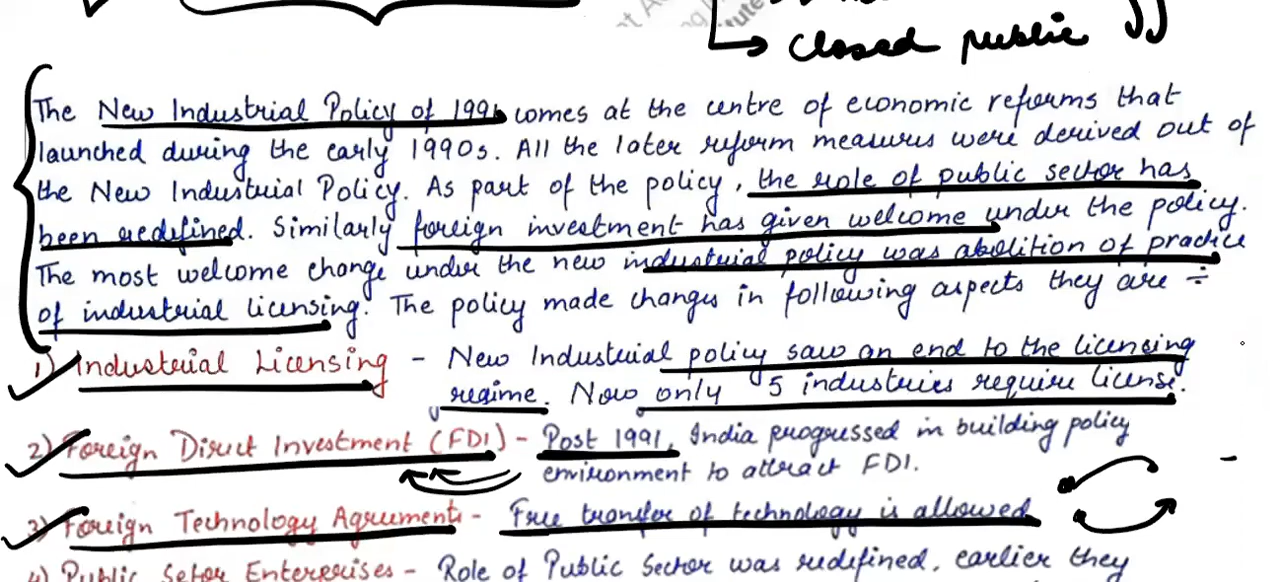 closed public
The New Industrial Policy of 1991 comes at the centre of economic reforms that
launched during the early 1990s. All the later reform measures were derived out of
the New Industrial Policy. As part of the policy, the role of public sector has
been redefined. Similarly foreign investment has given welcome under the policy.
The most welcome change under the new industrial policy was abolition of practice
of industrial licensing. The policy made changes in following aspects they are ÷
1) Industrial Licensing - New Industrial policy saw an end to the licensing
regime. Now only 5 industries require license.
2) Foreign Direct Investment (FDI) - Post 1991, India progressed in building policy
environment to attract FDI.
3) Foreign Technology Agreements - Free transfer of technology is allowed
4) Public Setor Enterprises - Role of Public Sector was redefined, earlier they